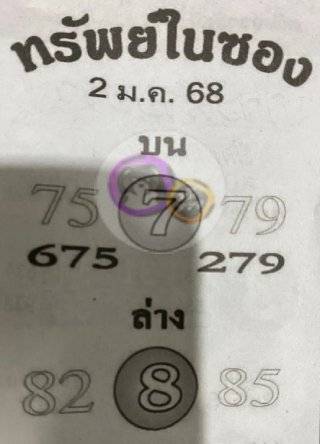 ทรัพย์ในซอง
2 ม.ค. 68
บน
75 7 79
675 279
ล่าง
82 8 85